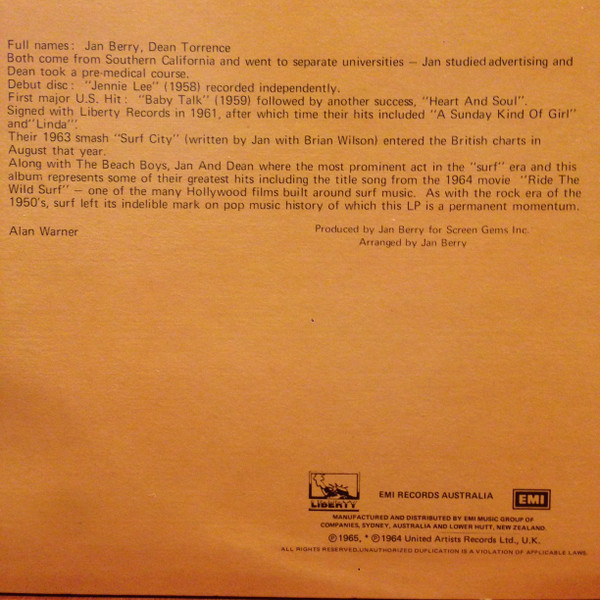 Full names: Jan Berry, Dean Torrence
Both come from Southern California and went to separate universities – Jan studied advertising and
Dean took a pre-medical course.
Debut disc: "Jennie Lee" (1958) recorded independently.
First major U.S. Hit: "Baby Talk" (1959) followed by another success, "Heart And Soul".
Signed with Liberty Records in 1961, after which time their hits included "A Sunday Kind Of Girl"
and "Linda".
Their 1963 smash "Surf City" (written by Jan with Brian Wilson) entered the British charts in
August that year.
Along with The Beach Boys, Jan And Dean where the most prominent act in the "surf" era and this
album represents some of their greatest hits including the title song from the 1964 movie "Ride The
Wild Surf" – one of the many Hollywood films built around surf music. As with the rock era of the
1950's, surf left its indelible mark on pop music history of which this LP is a permanent momentum.
Alan Warner
Produced by Jan Berry for Screen Gems Inc.
Arranged by Jan Berry
LIBERTY
EMI RECORDS AUSTRALIA
EMI
MANUFACTURED AND DISTRIBUTED BY EMI MUSIC GROUP OF
COMPANIES, SYDNEY, AUSTRALIA AND LOWER HUTT, NEW ZEALAND.
℗ 1965, * ℗ 1964 United Artists Records Ltd., U.K.
ALL RIGHTS RESERVED, UNAUTHORIZED DUPLICATION IS A VIOLATION OF APPLICABLE LAWS.